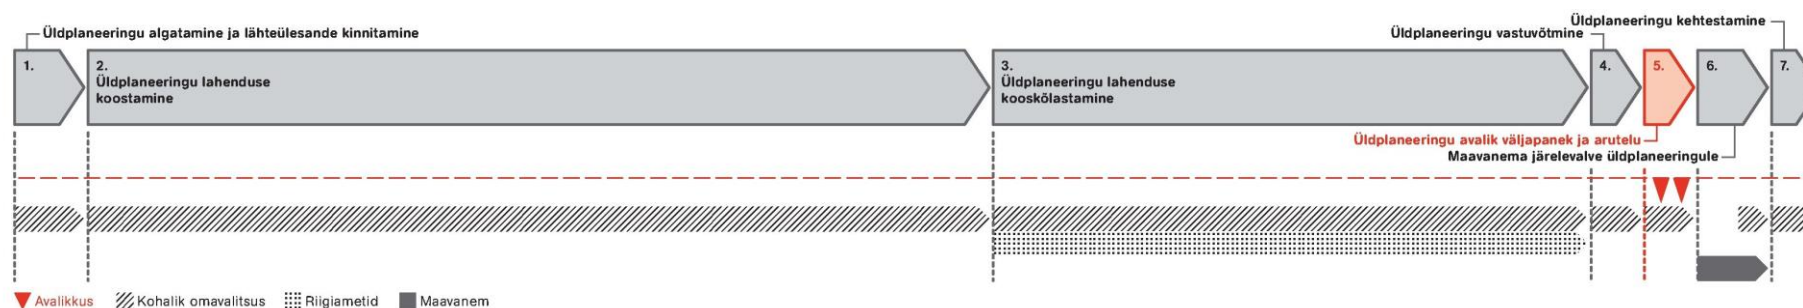 Üldplaneeringu algatamine ja lähteülesande kinnitamine
Üldplaneeringu vastuvõtmine
Üldplaneeringu kehtestamine
1.
2.
Üldplaneeringu lahenduse
koostamine
3.
Üldplaneeringu lahenduse
kooskõlastamine
4.
5.
6.
7.
Üldplaneeringu avalik väljapanek ja arutelu
Maavanema järelevalve üldplaneeringule
Avalikkus
Kohalik omavalitsus
Riigiametid
Maavanem